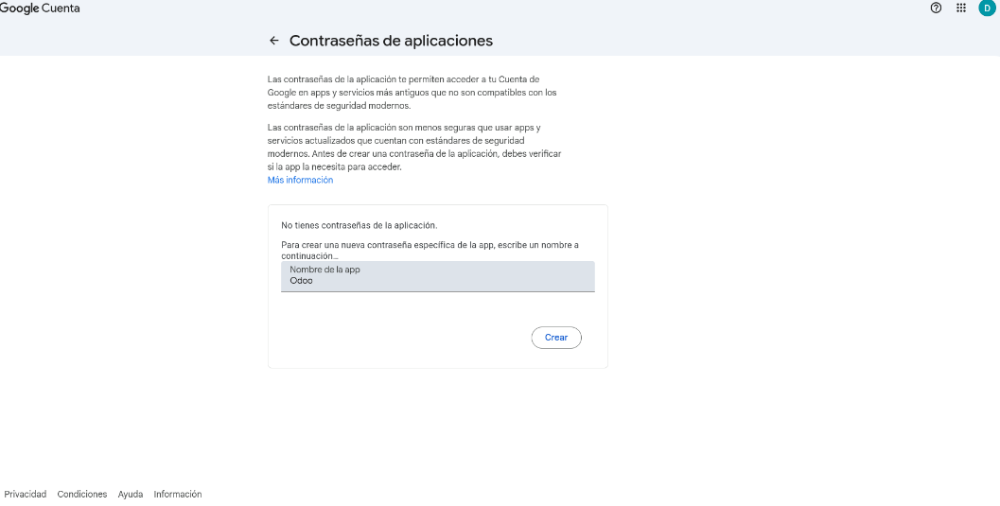 Google Cuenta
D
Contraseñas de aplicaciones
Las contraseñas de la aplicación te permiten acceder a tu Cuenta de
Google en apps y servicios más antiguos que no son compatibles con los
estándares de seguridad modernos.
Las contraseñas de la aplicación son menos seguras que usar apps y
servicios actualizados que cuentan con estándares de seguridad
modernos. Antes de crear una contraseña de la aplicación, debes verificar
si la app la necesita para acceder.
Más información
No tienes contraseñas de la aplicación.
Para crear una nueva contraseña específica de la app, escribe un nombre a
continuación…
Nombre de la app
Odoo
Crear
Privacidad Condiciones Ayuda Información